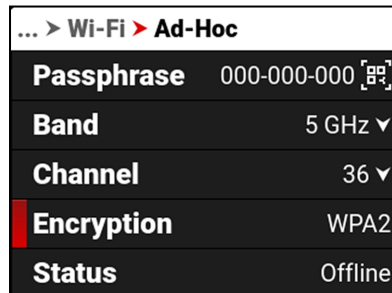 ... > Wi-Fi > Ad-Hoc
Passphrase 000-000-000
Band 5 GHz
Channel 36
Encryption WPA2
Status Offline